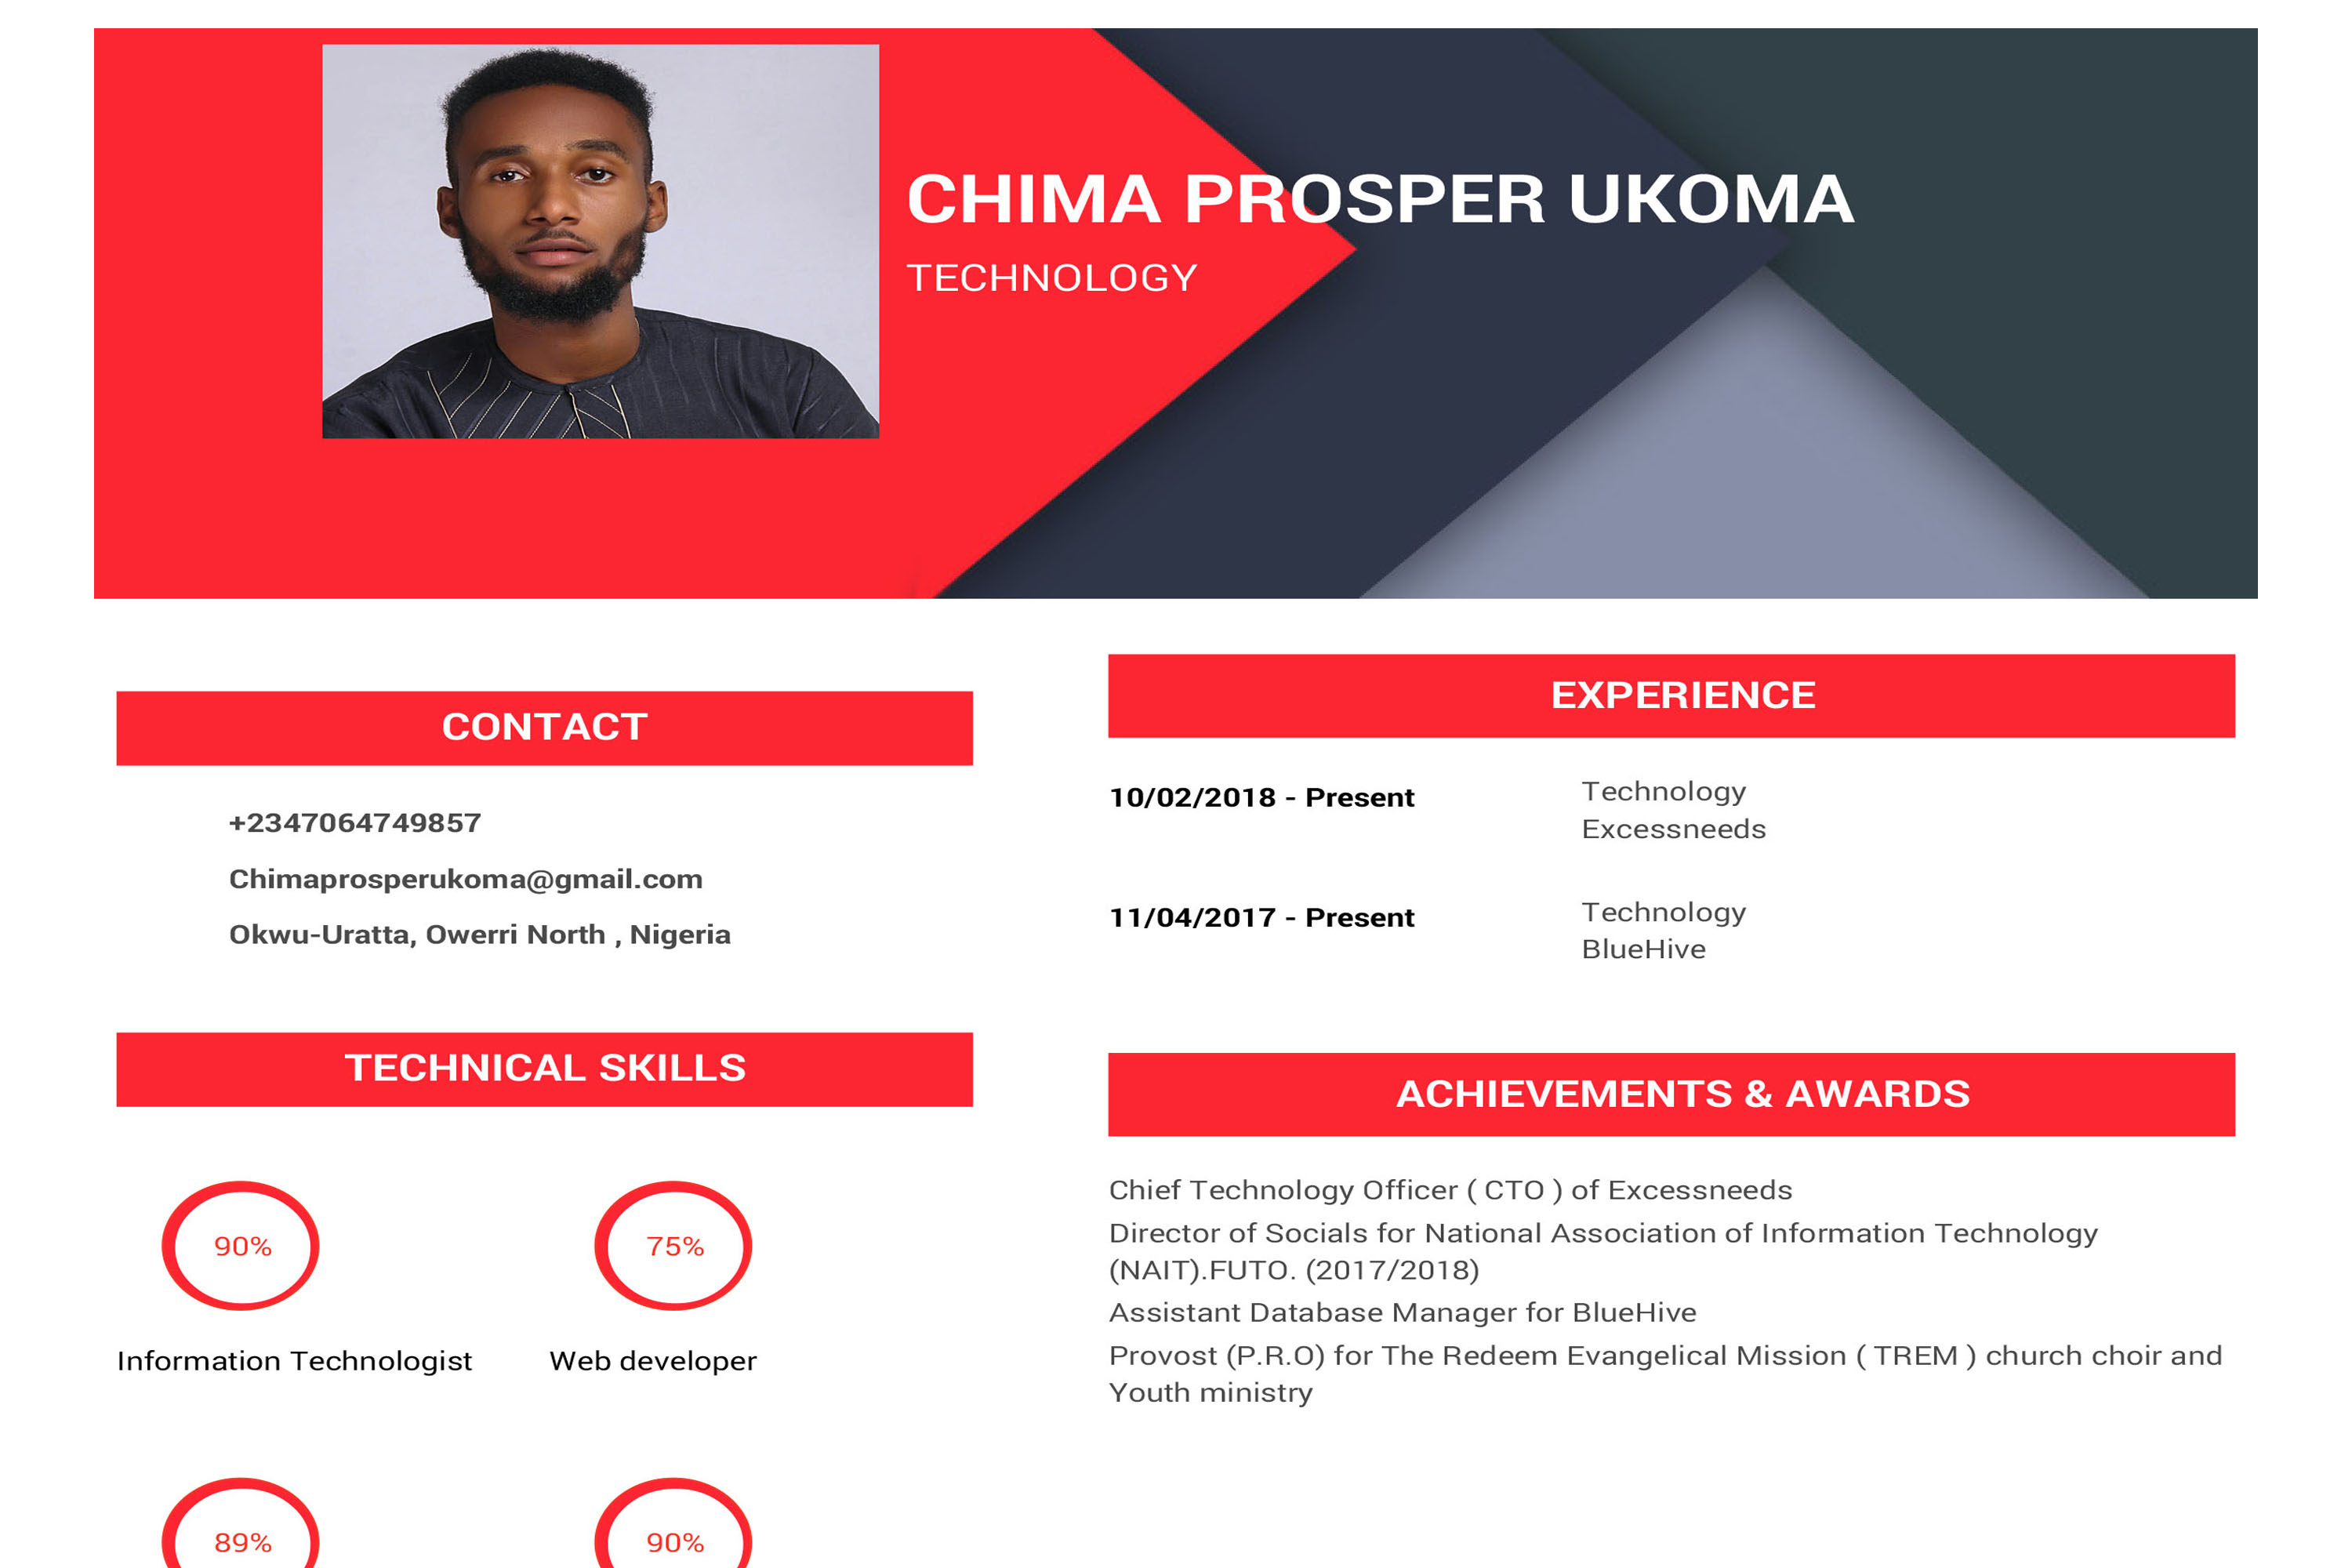 CHIMA PROSPER UKOMA
TECHNOLOGY
CONTACT
+2347064749857
Chimaprosperukoma@gmail.com
Okwu-Uratta, Owerri North , Nigeria
TECHNICAL SKILLS
90%
75%
Information Technologist
Web developer
89%
90%
EXPERIENCE
10/02/2018 - Present
Technology
Excessneeds
11/04/2017 - Present
Technology
BlueHive
ACHIEVEMENTS & AWARDS
Chief Technology Officer ( CTO ) of Excessneeds
Director of Socials for National Association of Information Technology
(NAIT).FUTO. (2017/2018)
Assistant Database Manager for BlueHive
Provost (P.R.O) for The Redeem Evangelical Mission ( TREM ) church choir and
Youth ministry